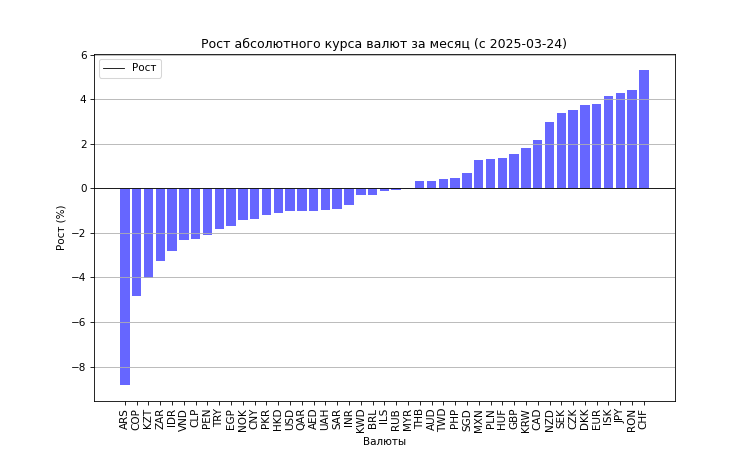 Рост абсолютного курса валют за месяц (с 2025-03-24)
Рост
6
4
2
0
−2
−4
−6
−8
Рост (%)
ARS COP KZT ZAR IDR VND CLP PEN TRY EGP NOK CNY PKR HKD USD QAR AED UAH SAR INR KWD BRL ILS RUB MYR THB AUD TWD PHP SGD MXN PLN HUF GBP KRW CAD NZD SEK CZK DKK EUR ISK JPY RON CHF
Валюты